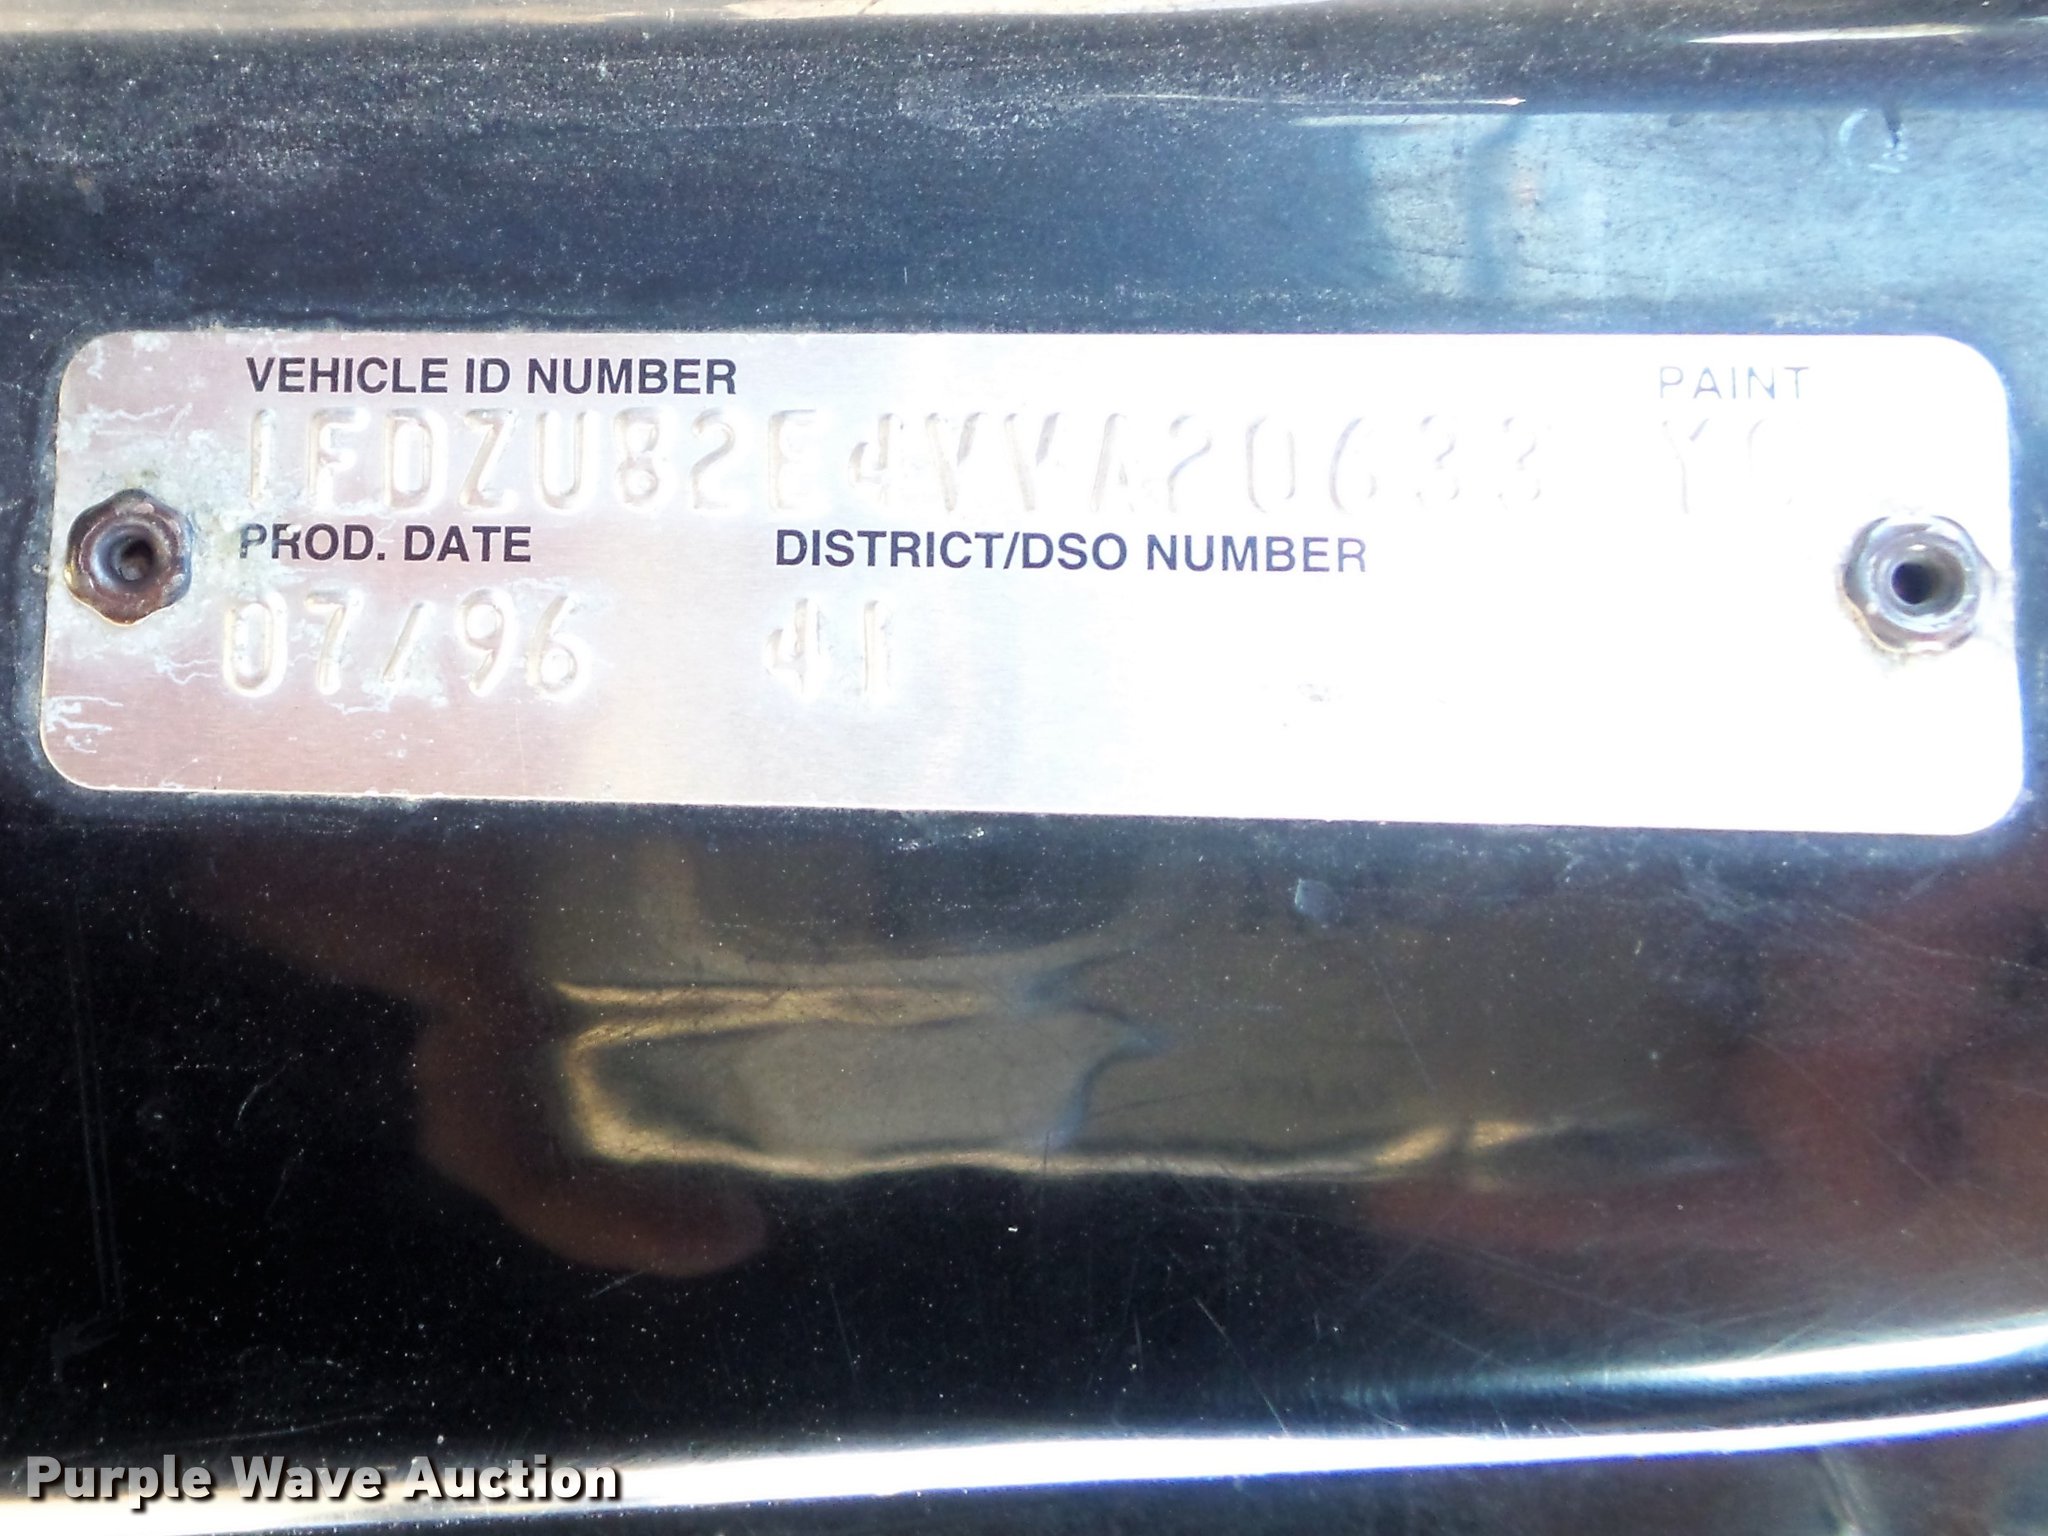 VEHICLE ID NUMBER PAINT
1FDZU82E4VVA20633
PROD. DATE DISTRICT/DSO NUMBER
07/96 41
Purple Wave Auction